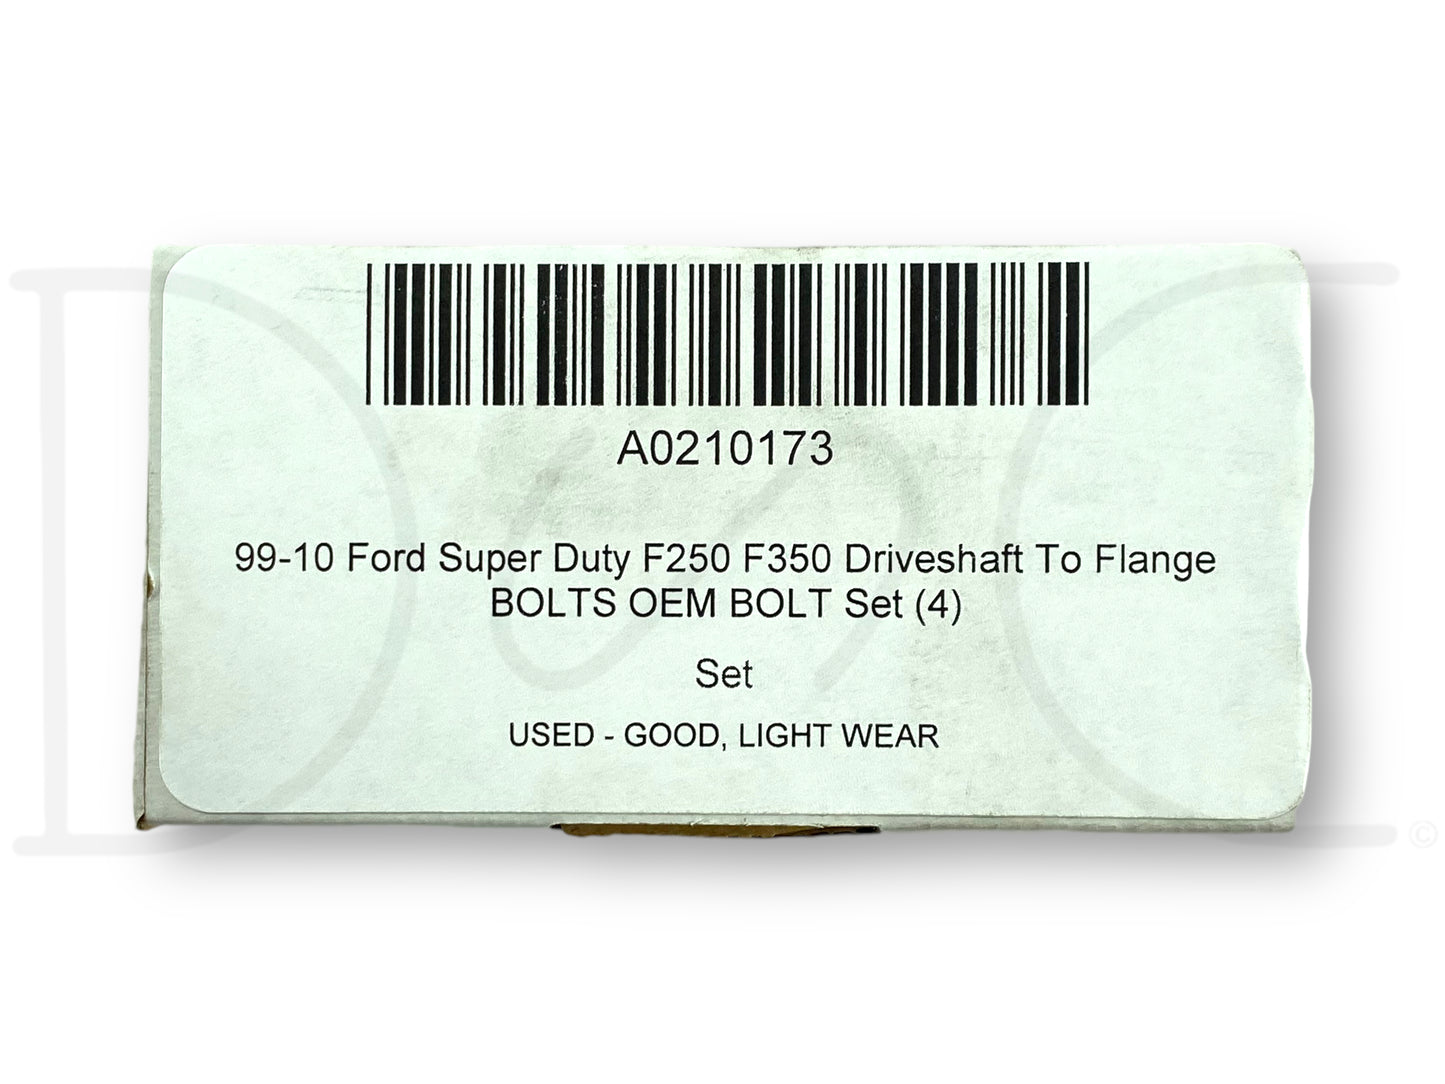 A0210173
99-10 Ford Super Duty F250 F350 Driveshaft To Flange
BOLTS OEM BOLT Set (4)
Set
USED - GOOD, LIGHT WEAR
©